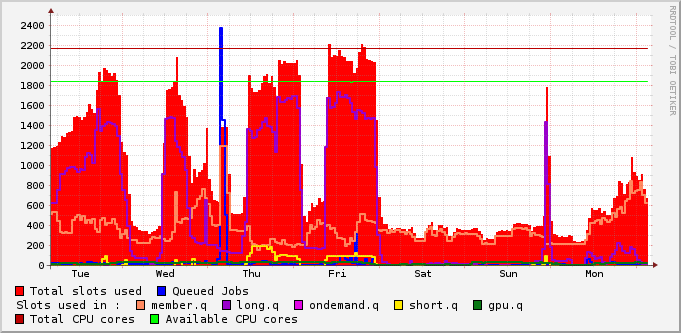 2400
2200
2000
1800
1600
1400
1200
1000
800
600
400
200
0
Tue Wed Thu Fri Sat Sun Mon
RRDTOOL / TOBI OETIKER
Total slots used Queued Jobs
Slots used in : member.q long.q ondemand.q short.q gpu.q
Total CPU cores Available CPU cores